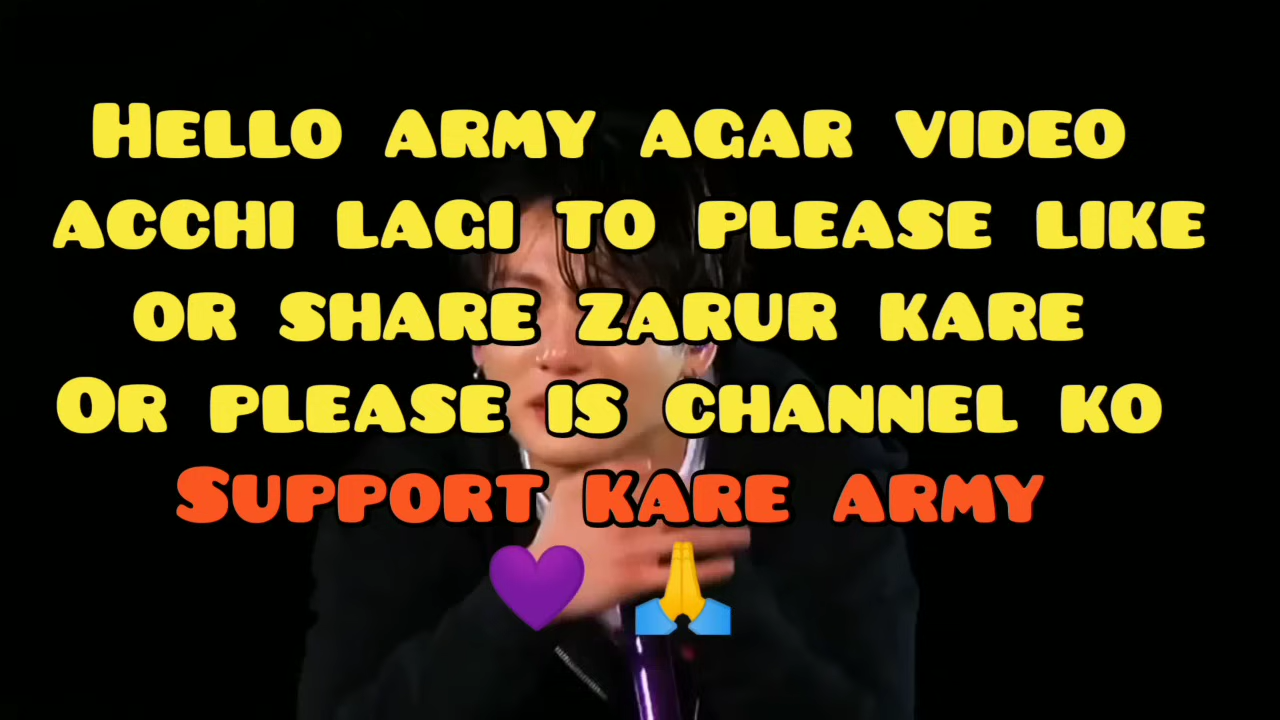 Hello army agar video
acchi lagi to please like
or share zarur kare
Or please is channel ko
Support kare army
💜 🙏